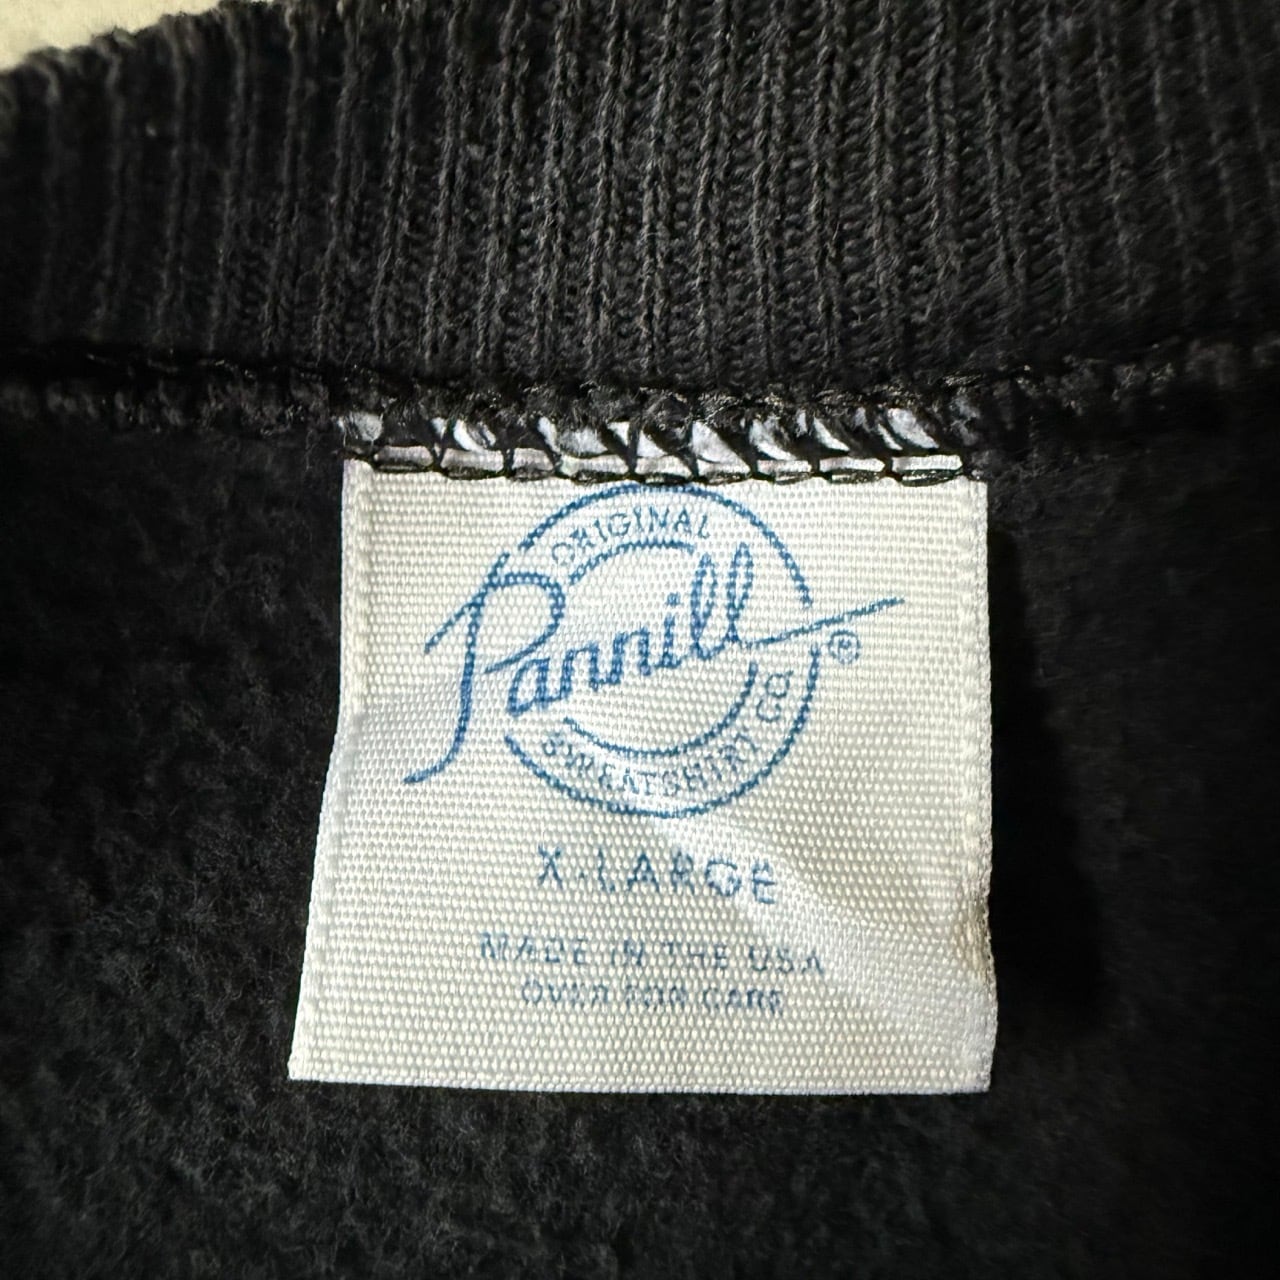 ORIGINAL
Pannill®
SWEATSHIRT CO.
X-LARGE
MADE IN THE USA
OVER FOR CARE